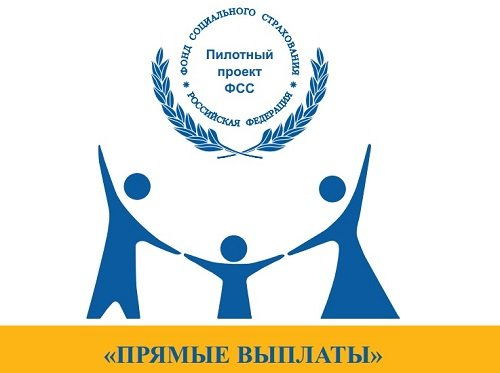 ФОНД СОЦИАЛЬНОГО СТРАХОВАНИЯ
Пилотный
проект
ФСС
* РОССИЙСКАЯ ФЕДЕРАЦИЯ *
«ПРЯМЫЕ ВЫПЛАТЫ»